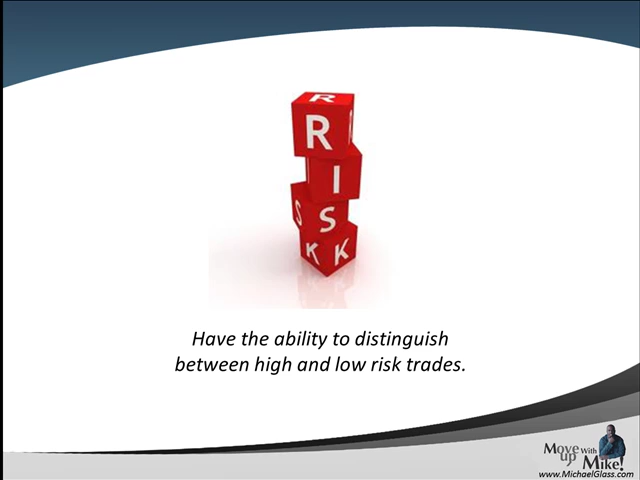 R
R
I
S
S
K
K
Have the ability to distinguish
between high and low risk trades.
Move up With Mike!
www.MichaelGlass.com